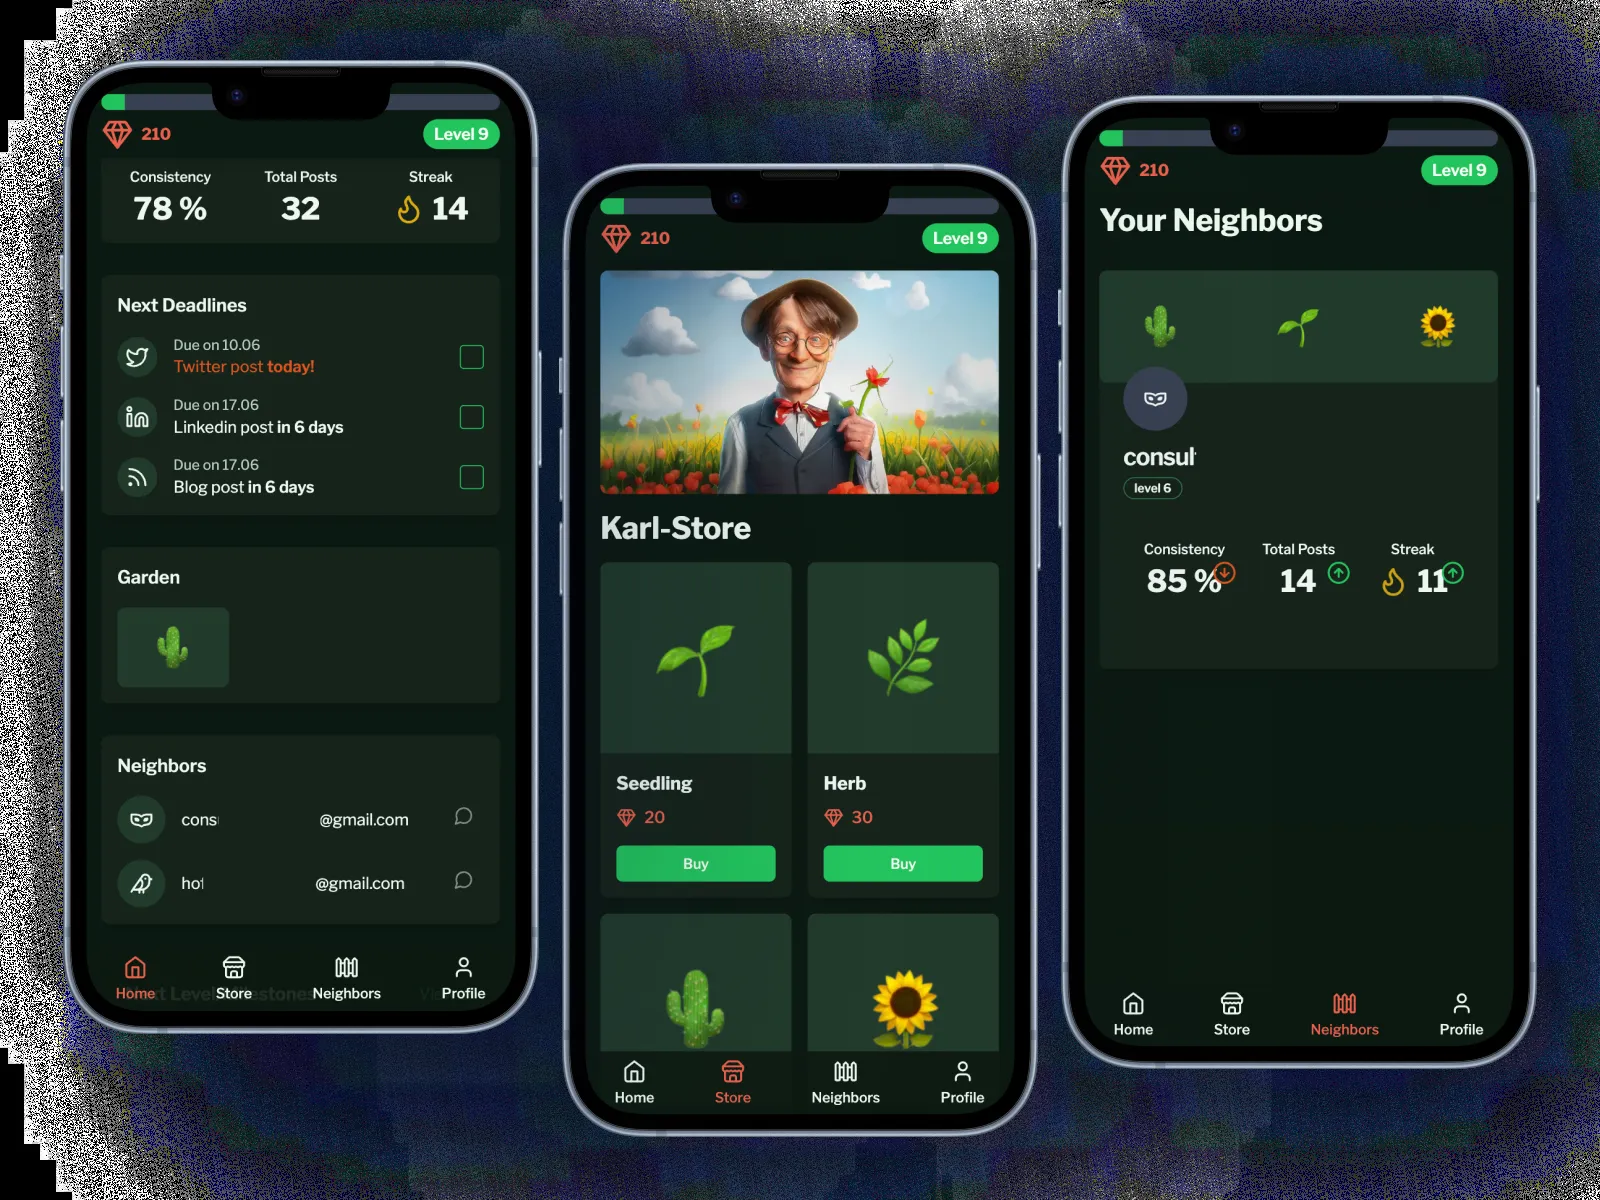 210
Level 9
Consistency Total Posts Streak
78 % 32 14
Next Deadlines
Due on 10.06
Twitter post today!
Due on 17.06
Linkedin post in 6 days
Due on 17.06
Blog post in 6 days
Garden
Neighbors
cons @gmail.com
hot @gmail.com
Home Store Neighbors Profile
210
Level 9
Karl-Store
Seedling
20
Buy
Herb
30
Buy
Home Store Neighbors Profile
210
Level 9
Your Neighbors
consul
level 6
Consistency Total Posts Streak
85 % 14 11
Home Store Neighbors Profile